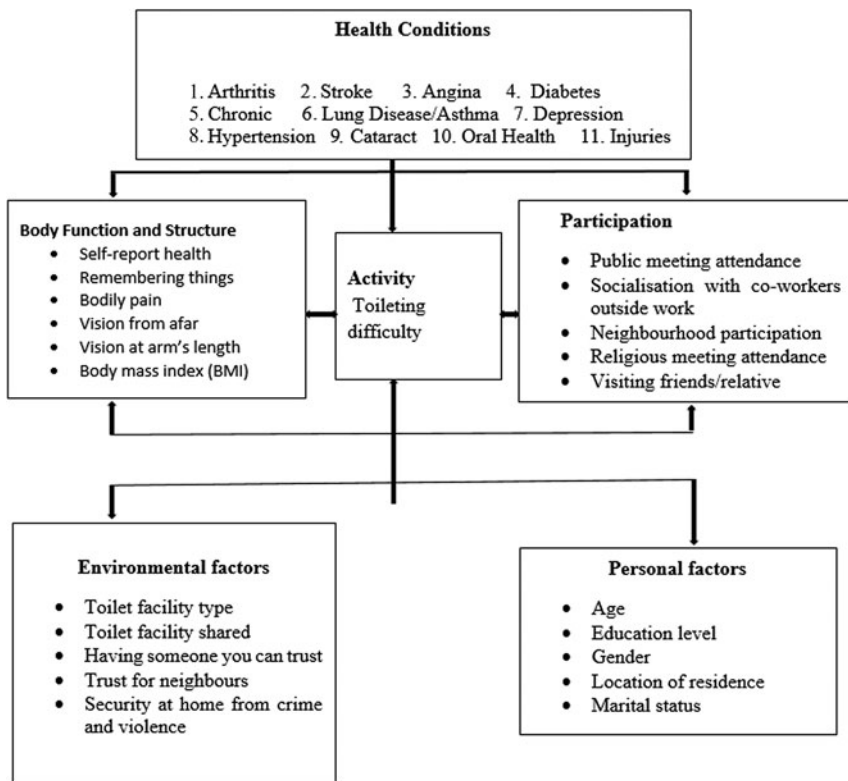 Health Conditions
1. Arthritis 2. Stroke 3. Angina 4. Diabetes
5. Chronic 6. Lung Disease/Asthma 7. Depression
8. Hypertension 9. Cataract 10. Oral Health 11. Injuries
Body Function and Structure
• Self-report health
• Remembering things
• Bodily pain
• Vision from afar
• Vision at arm's length
• Body mass index (BMI)
Activity
Toileting
difficulty
Participation
• Public meeting attendance
• Socialisation with co-workers
outside work
• Neighbourhood participation
• Religious meeting attendance
• Visiting friends/relative
Environmental factors
• Toilet facility type
• Toilet facility shared
• Having someone you can trust
• Trust for neighbours
• Security at home from crime
and violence
Personal factors
• Age
• Education level
• Gender
• Location of residence
• Marital status